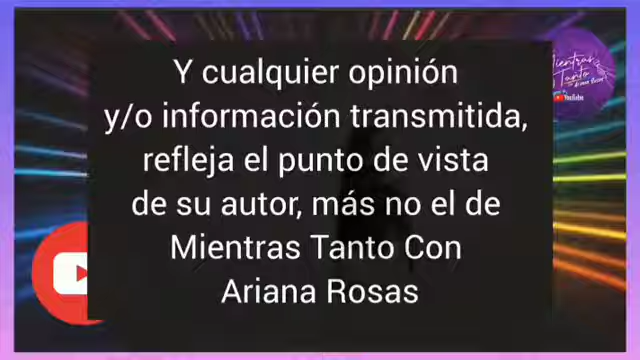 Mientras
Tanto
YouTube
Y cualquier opinión
y/o información transmitida,
refleja el punto de vista
de su autor, más no el de
Mientras Tanto Con
Ariana Rosas